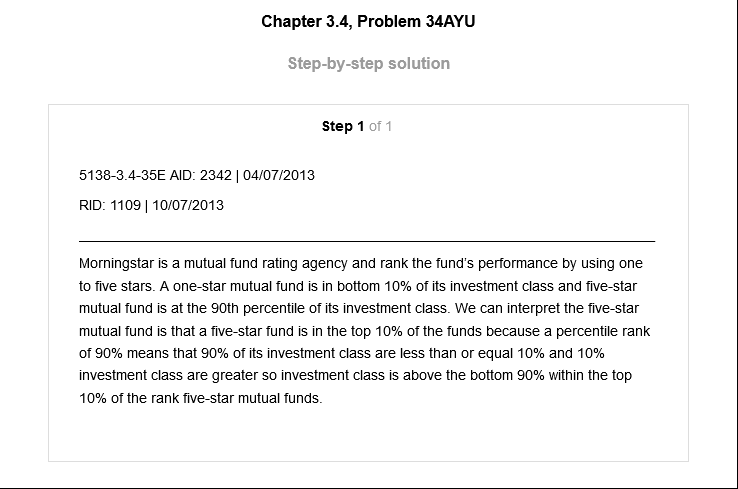 Chapter 3.4, Problem 34AYU
Step-by-step solution
Step 1 of 1
5138-3.4-35E AID: 2342 | 04/07/2013
RID: 1109 | 10/07/2013
Morningstar is a mutual fund rating agency and rank the fund's performance by using one
to five stars. A one-star mutual fund is in bottom 10% of its investment class and five-star
mutual fund is at the 90th percentile of its investment class. We can interpret the five-star
mutual fund is that a five-star fund is in the top 10% of the funds because a percentile rank
of 90% means that 90% of its investment class are less than or equal 10% and 10%
investment class are greater so investment class is above the bottom 90% within the top
10% of the rank five-star mutual funds.